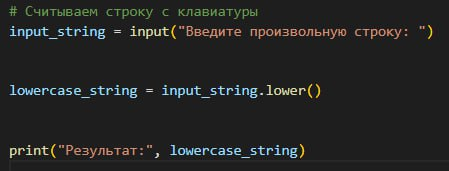 # Считываем строку с клавиатуры
input_string = input("Введите произвольную строку: ")
lowercase_string = input_string.lower()
print("Результат:", lowercase_string)